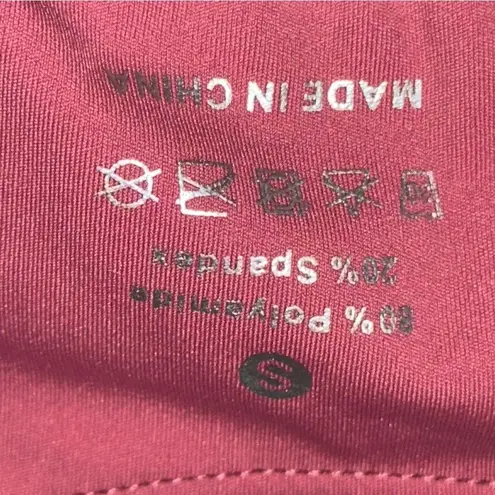 S
80% Polyamide
20% Spandex
MADE IN CHINA